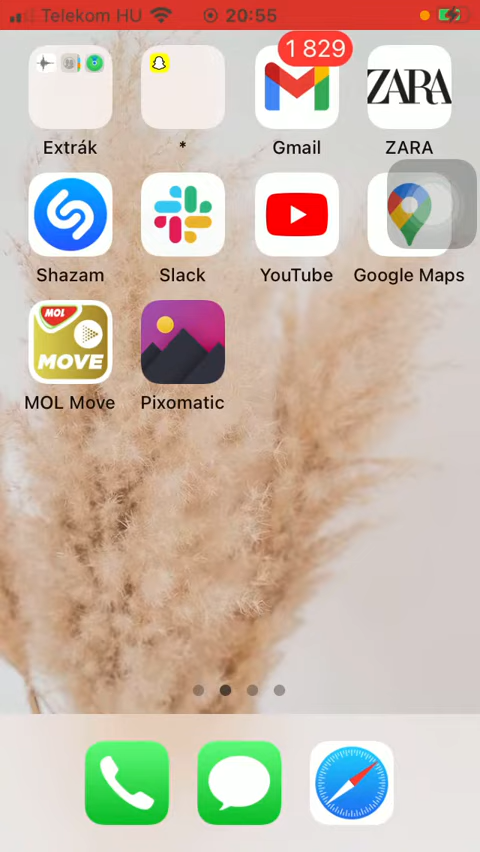 Telekom HU 20:55
1 829
Extrák * Gmail ZARA
ZARA
Shazam Slack YouTube Google Maps
MOL
MOVE
MOL Move Pixomatic